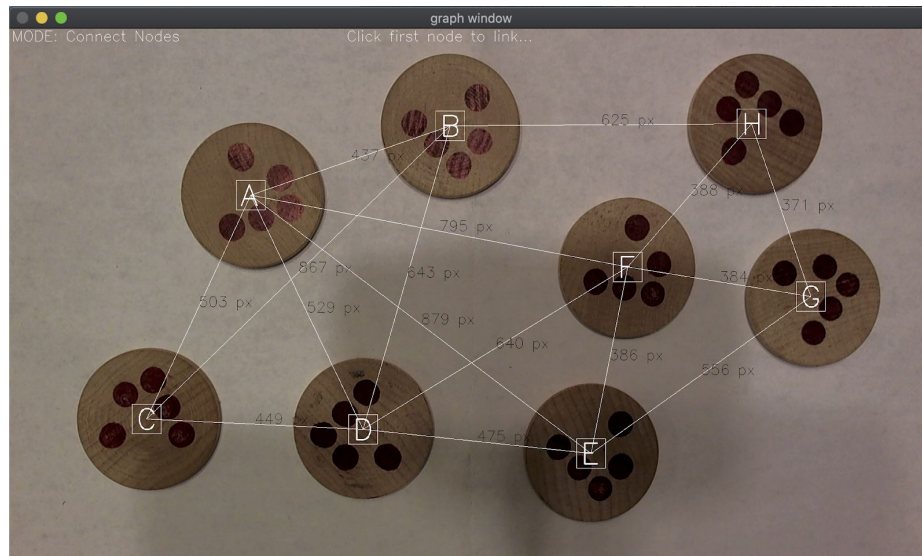 graph window
MODE: Connect Nodes
Click first node to link...
B
H
625 px
437 px
A
388 px
371 px
795 px
F
867 px
643 px
384 px
G
503 px
529 px
879 px
640 px
386 px
556 px
C
449
D
475 p
E